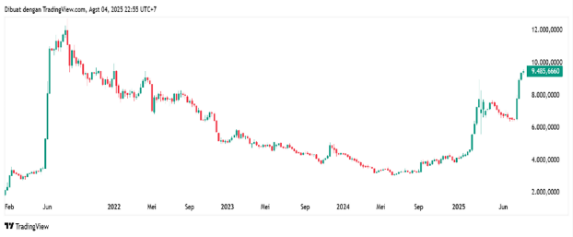 Dibuat dengan TradingView.com, Agst 04, 2025 22:55 UTC+7
12.000,0000
10.000,0000
9.485,6660
8.000,0000
6.000,0000
4.000,0000
2.000,0000
Feb Jun 2022 Mei Sep 2023 Mei Sep 2024 Mei Sep 2025 Jun
TradingView